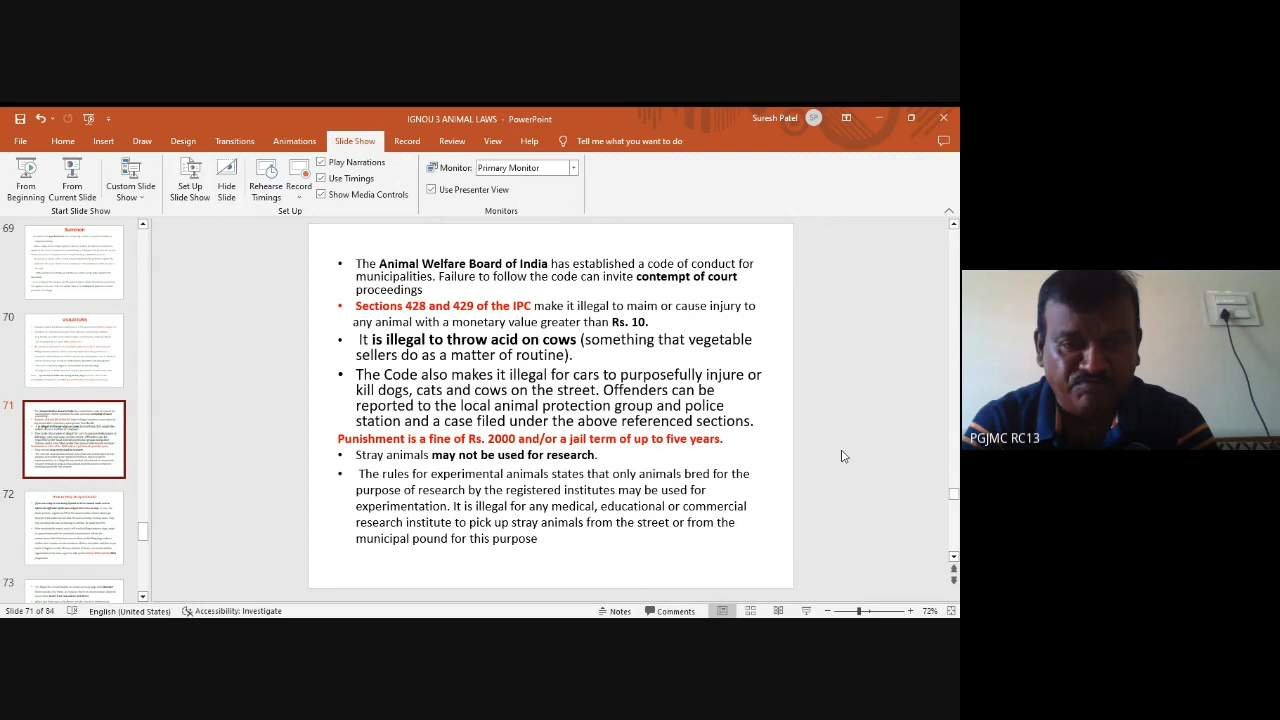 IGNOU 3 ANIMAL LAWS - PowerPoint
Suresh Patel
SP
File Home Insert Draw Design Transitions Animations Slide Show Record Review View Help Tell me what you want to do
From Beginning
From Current Slide
Custom Slide Show
Set Up Slide Show
Hide Slide
Rehearse Timings
Record
Play Narrations
Use Timings
Show Media Controls
Monitor: Primary Monitor
Use Presenter View
Start Slide Show
Set Up
Monitors
69
70
VIOLATIONS
71
72
73
• The Animal Welfare Board of India has established a code of conduct
municipalities. Failure to follow the code can invite contempt of cou
proceedings
• Sections 428 and 429 of the IPC make it illegal to maim or cause injury to
any animal with a monetary value greater than Rs. 10.
• It is illegal to throw acid on cows (something that vegetab
sellers do as a matter of routine).
• The Code also makes it illegal for cars to purposefully injure or
kill dogs, cats and cows on the street. Offenders can be
reported to the local animal protection group and police
station and a case filed under the above referenced sections.
Punishment is a fine of Rs. 2000 and/or a jail term of up to five years.
• Stray animals may not be used for research.
• The rules for experimental animals states that only animals bred for the
purpose of research by the registered institutes may be used for
experimentation. It is illegal for any medical, educational or commercial
research institute to pick up stray animals from the street or from the
municipal pound for this purpose.
GJMC RC13
Slide 71 of 84
English (United States)
Accessibility: Investigate
Notes
Comments
72%